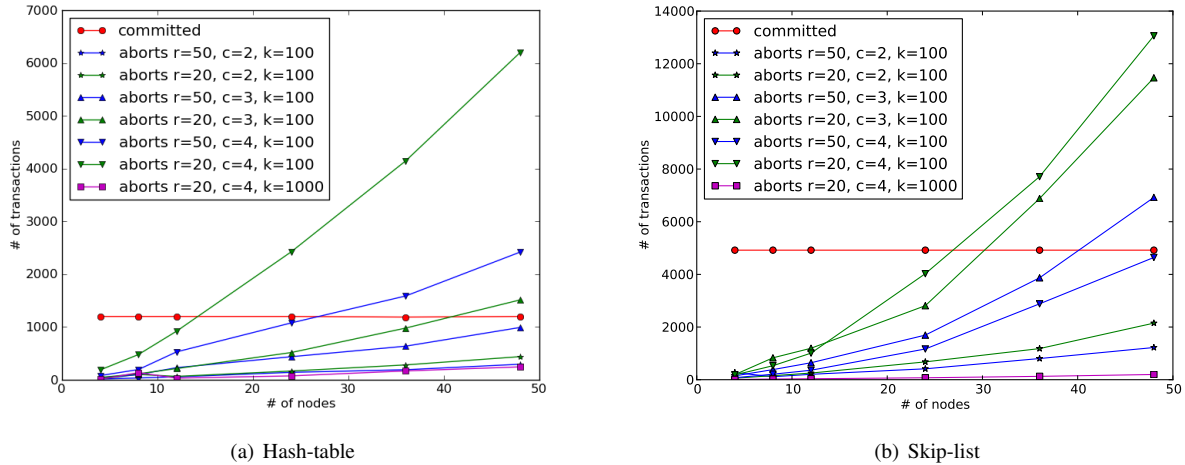 7000
6000
5000
4000
3000
2000
1000
0
# of transactions
committed
aborts r=50, c=2, k=100
aborts r=20, c=2, k=100
aborts r=50, c=3, k=100
aborts r=20, c=3, k=100
aborts r=50, c=4, k=100
aborts r=20, c=4, k=100
aborts r=20, c=4, k=1000
0 10 20 30 40 50
# of nodes
(a) Hash-table
14000
12000
10000
8000
6000
4000
2000
0
# of transactions
committed
aborts r=50, c=2, k=100
aborts r=20, c=2, k=100
aborts r=50, c=3, k=100
aborts r=20, c=3, k=100
aborts r=50, c=4, k=100
aborts r=20, c=4, k=100
aborts r=20, c=4, k=1000
0 10 20 30 40 50
# of nodes
(b) Skip-list